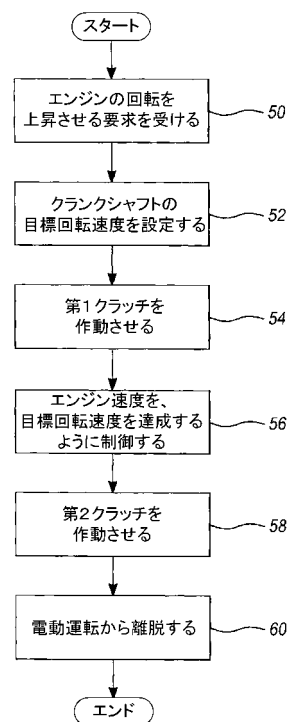 スタート
エンジンの回転を
上昇させる要求を受ける
50
クランクシャフトの
目標回転速度を設定する
52
第1クラッチを
作動させる
54
エンジン速度を、
目標回転速度を達成する
ように制御する
56
第2クラッチを
作動させる
58
電動運転から離脱する
60
エンド